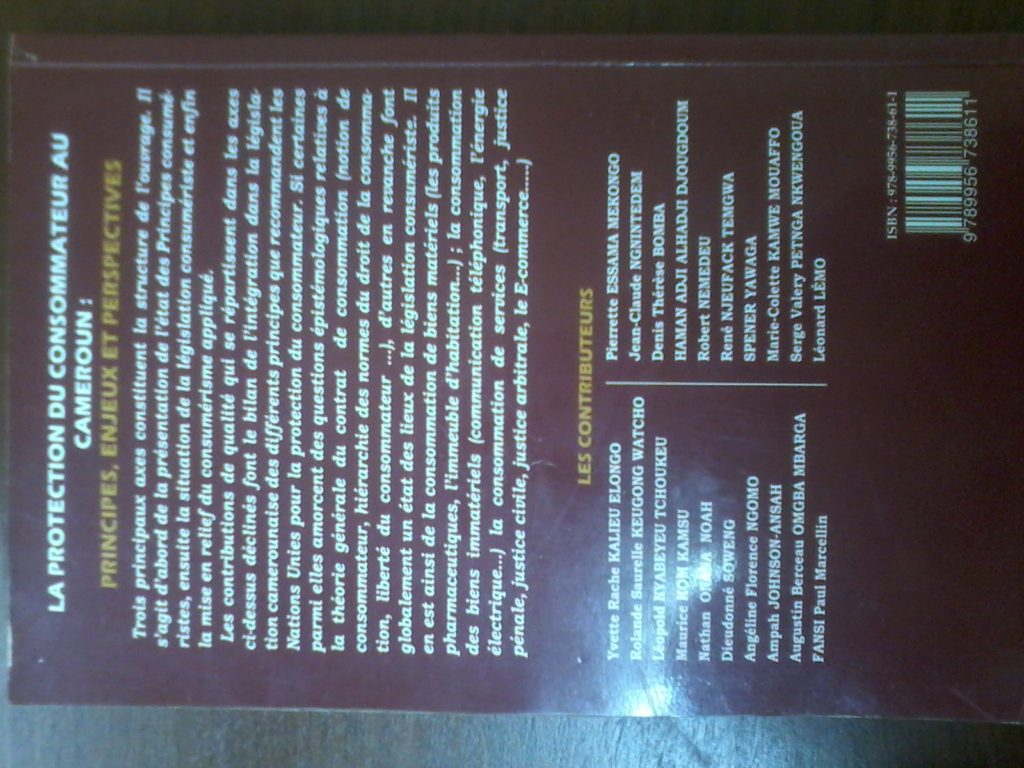 LA PROTECTION DU CONSOMMATEUR AU
CAMEROUN :
PRINCIPES, ENJEUX ET PERSPECTIVES
Trois principaux axes constituent la structure de l'ouvrage. Il
s'agit d'abord de la présentation de l'état des Principes consumé-
ristes, ensuite la situation de la législation consumériste et enfin
la mise en relief du consumérisme appliqué.
Les contributions de qualité qui se répartissent dans les axes
ci-dessus déclinés font le bilan de l'intégration dans la législa-
tion camerounaise des différents principes que recommandent les
Nations Unies pour la protection du consommateur. Si certaines
parmi elles amorcent des questions épistémologiques relatives à
la théorie générale du contrat de consommation (notion de
consommateur, hiérarchie des normes du droit de la consomma-
tion, liberté du consommateur ...), d'autres en revanche font
globalement un état des lieux de la législation consumériste. Il
en est ainsi de la consommation de biens matériels (les produits
pharmaceutiques, l'immeuble d'habitation...) ; la consommation
des biens immatériels (communication téléphonique, l'énergie
électrique...) la consommation de services (transport, justice
pénale, justice civile, justice arbitrale, le E-commerce....)
LES CONTRIBUTEURS
Yvette Rache KALIEU ELONGO
Rolande Saurelle KEUGONG WATCHO
Léopold NYABEYEU TCHOUKEU
Maurice KOM KAMSU
Nathan OLINGA NOAH
Dieudonné SOWENG
Angéline Florence NGOMO
Ampah JOHNSON-ANSAH
Augustin Berceau OMGBA MBARGA
FANSI Paul Marcellin
Pierrette ESSAMA MEKONGO
Jean-Claude NGNINTEDEM
Denis Thérèse BOMBA
HAMAN ADJI ALHADJI DJOUGDOUM
Robert NEMEDEU
René NJEUFACK TEMGWA
SPENER YAWAGA
Marie-Colette KAMWE MOUAFFO
Serge Valery PETNGA NKWENGOUA
Léonard LÉMO
ISBN : 978-9956-738-61-1
9789956738611